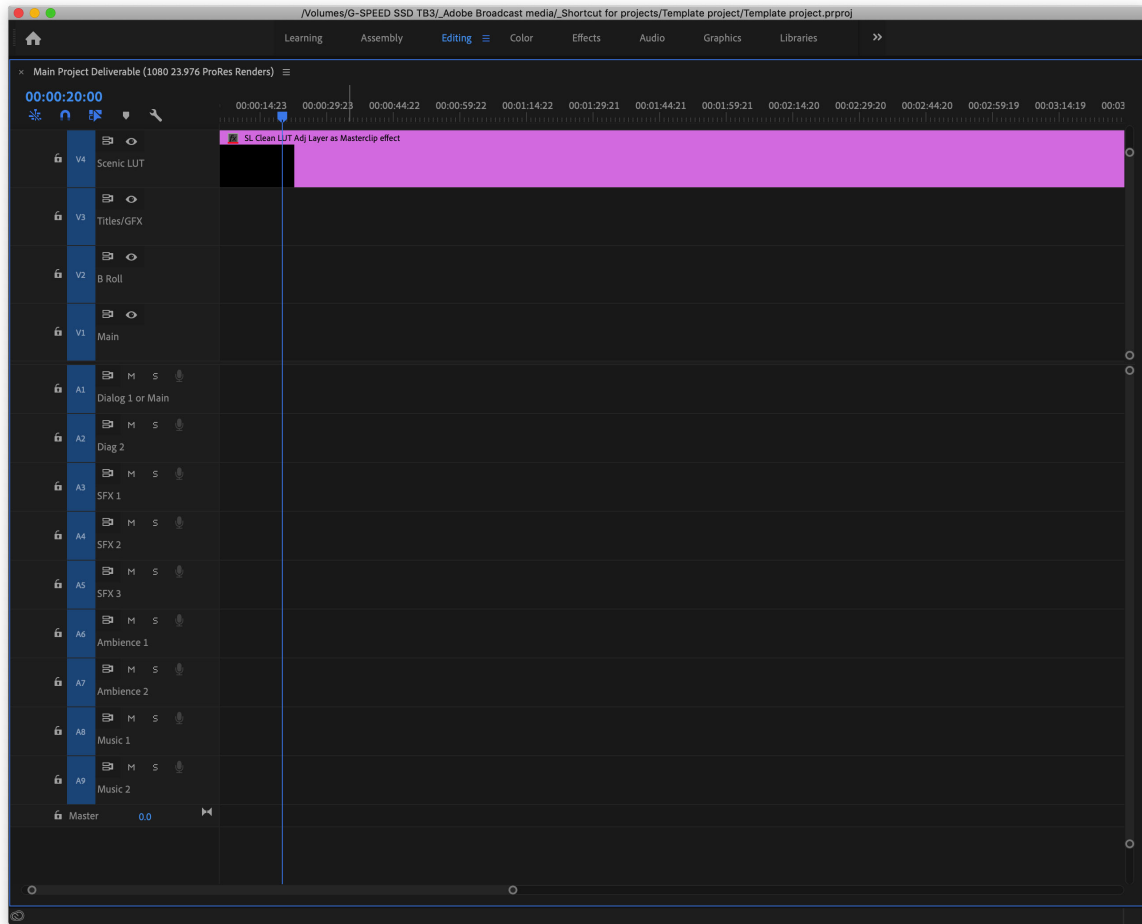 /Volumes/G-SPEED SSD TB3/_Adobe Broadcast media/_Shortcut for projects/Template project/Template project.prproj
Learning Assembly Editing Color Effects Audio Graphics Libraries
× Main Project Deliverable (1080 23.976 ProRes Renders)
00:00:20:00
00:00:14:23 00:00:29:23 00:00:44:22 00:00:59:22 00:01:14:22 00:01:29:21 00:01:44:21 00:01:59:21 00:02:14:20 00:02:29:20 00:02:44:20 00:02:59:19 00:03:14:19 00:03
fx SL Clean LUT Adj Layer as Masterclip effect
V4 Scenic LUT
V3 Titles/GFX
V2 B Roll
V1 Main
M S
A1 Dialog 1 or Main
M S
A2 Diag 2
M S
A3 SFX 1
M S
A4 SFX 2
M S
A5 SFX 3
M S
A6 Ambience 1
M S
A7 Ambience 2
M S
A8 Music 1
M S
A9 Music 2
Master 0.0